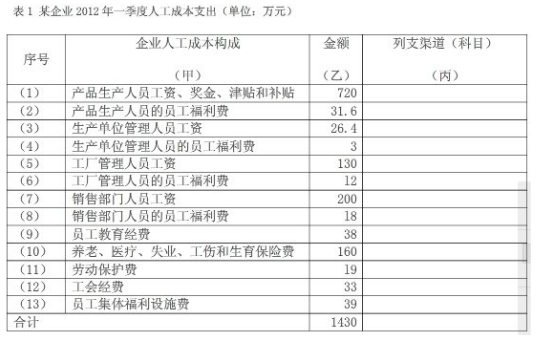 表 1 某企业 2012 年一季度人工成本支出（单位：万元）
序号 企业人工成本构成 （甲） 金额 （乙） 列支渠道（科目） （丙）
（1） 产品生产人员工资、奖金、津贴和补贴 720
（2） 产品生产人员的员工福利费 31.6
（3） 生产单位管理人员工资 26.4
（4） 生产单位管理人员的员工福利费 3
（5） 工厂管理人员工资 130
（6） 工厂管理人员的员工福利费 12
（7） 销售部门人员工资 200
（8） 销售部门人员的员工福利费 18
（9） 员工教育经费 38
（10） 养老、医疗、失业、工伤和生育保险费 160
（11） 劳动保护费 19
（12） 工会经费 33
（13） 员工集体福利设施费 39
合计 1430